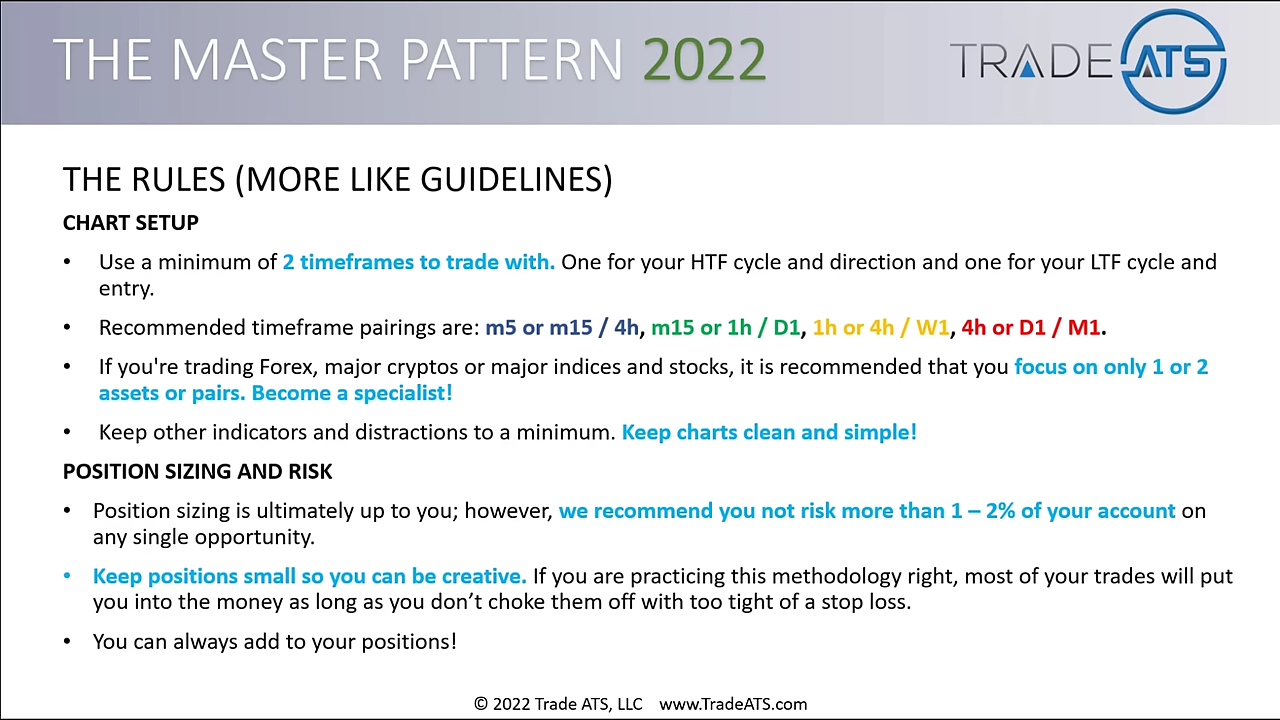 THE MASTER PATTERN 2022
TRADE ATS
THE RULES (MORE LIKE GUIDELINES)
CHART SETUP
• Use a minimum of 2 timeframes to trade with. One for your HTF cycle and direction and one for your LTF cycle and
entry.
• Recommended timeframe pairings are: m5 or m15 / 4h, m15 or 1h / D1, 1h or 4h / W1, 4h or D1 / M1.
• If you're trading Forex, major cryptos or major indices and stocks, it is recommended that you focus on only 1 or 2
assets or pairs. Become a specialist!
• Keep other indicators and distractions to a minimum. Keep charts clean and simple!
POSITION SIZING AND RISK
• Position sizing is ultimately up to you; however, we recommend you not risk more than 1 – 2% of your account on
any single opportunity.
• Keep positions small so you can be creative. If you are practicing this methodology right, most of your trades will put
you into the money as long as you don’t choke them off with too tight of a stop loss.
• You can always add to your positions!
© 2022 Trade ATS, LLC www.TradeATS.com